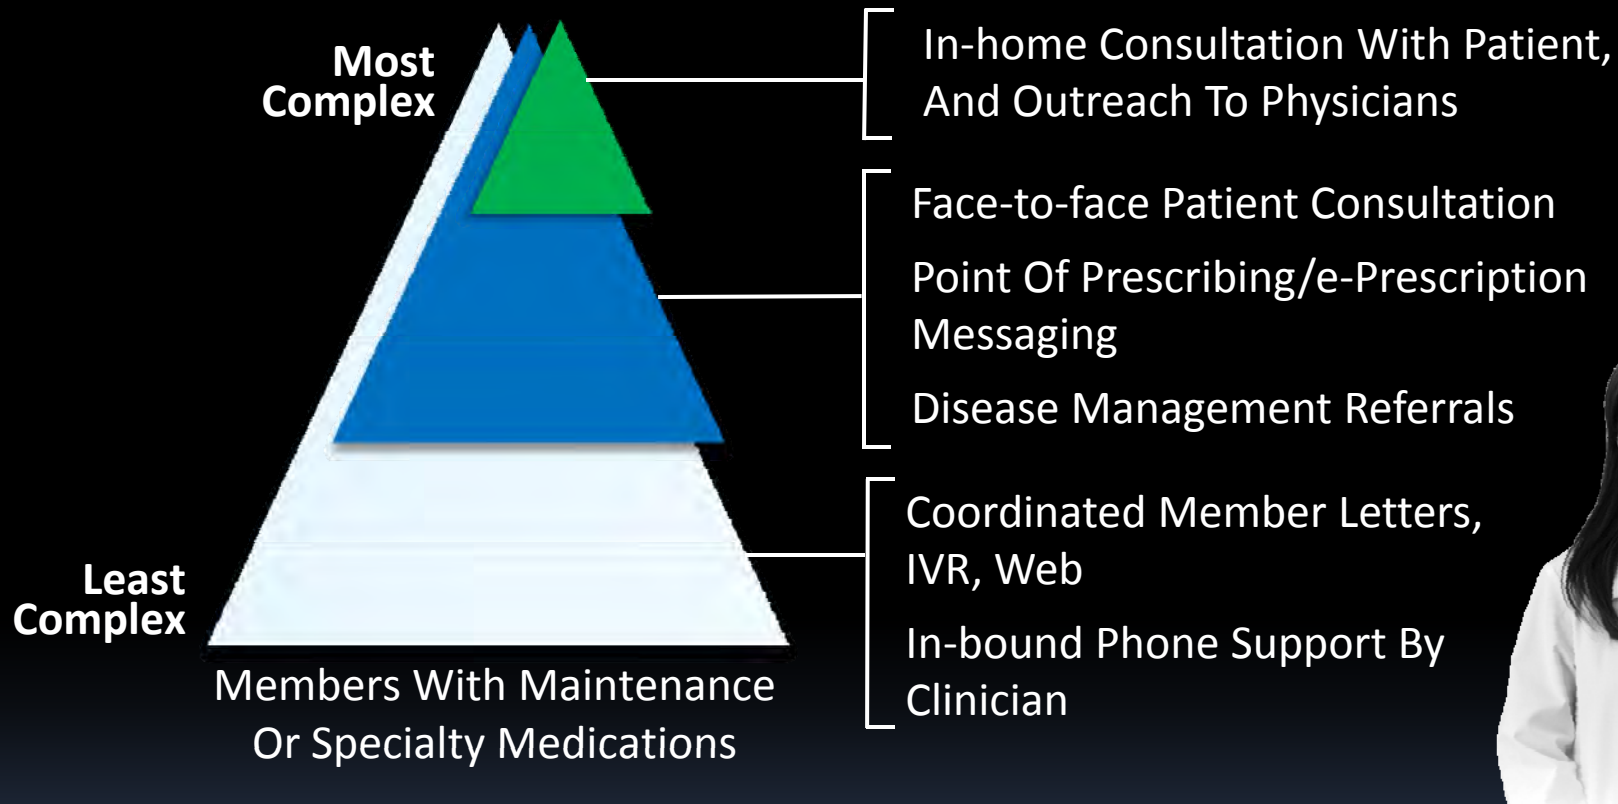 Most
Complex
In-home Consultation With Patient,
And Outreach To Physicians
Face-to-face Patient Consultation
Point Of Prescribing/e-Prescription
Messaging
Disease Management Referrals
Coordinated Member Letters,
IVR, Web
In-bound Phone Support By
Clinician
Least
Complex
Members With Maintenance
Or Specialty Medications